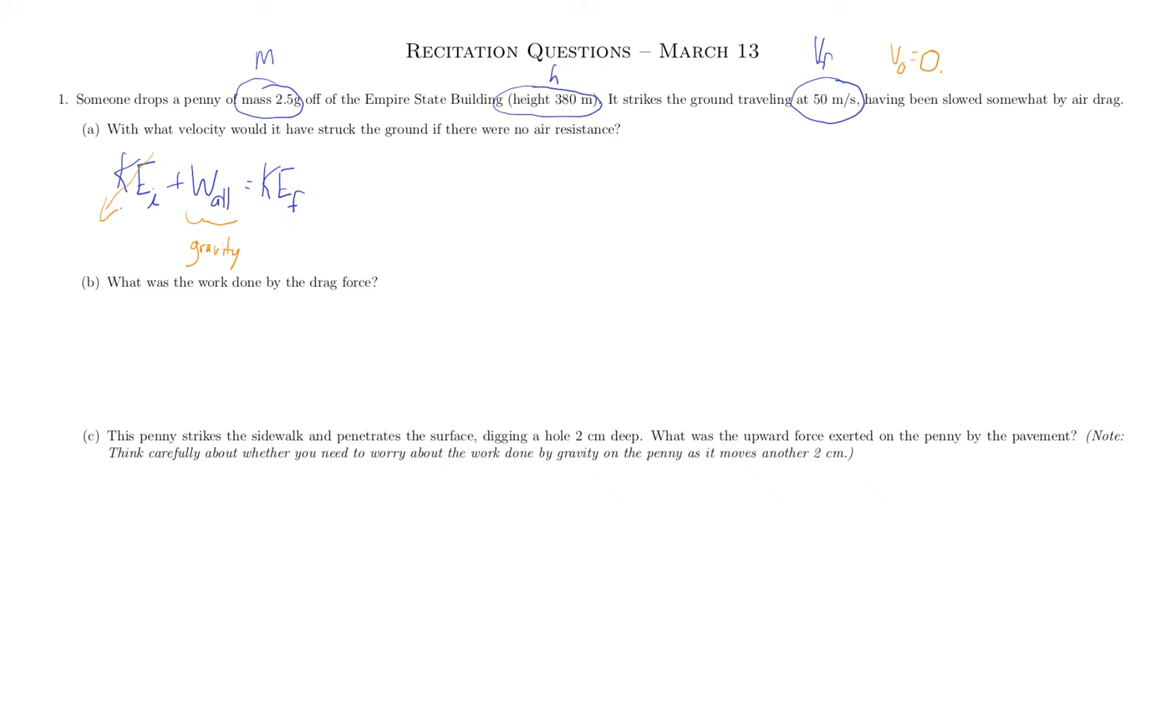 M
RECITATION QUESTIONS – MARCH 13
h
Vf
V₀=0.
1. Someone drops a penny of mass 2.5g off of the Empire State Building (height 380 m). It strikes the ground traveling at 50 m/s, having been slowed somewhat by air drag.
(a) With what velocity would it have struck the ground if there were no air resistance?
KEᵢ + W_all = KE_f
gravity
(b) What was the work done by the drag force?
(c) This penny strikes the sidewalk and penetrates the surface, digging a hole 2 cm deep. What was the upward force exerted on the penny by the pavement? (Note:
Think carefully about whether you need to worry about the work done by gravity on the penny as it moves another 2 cm.)